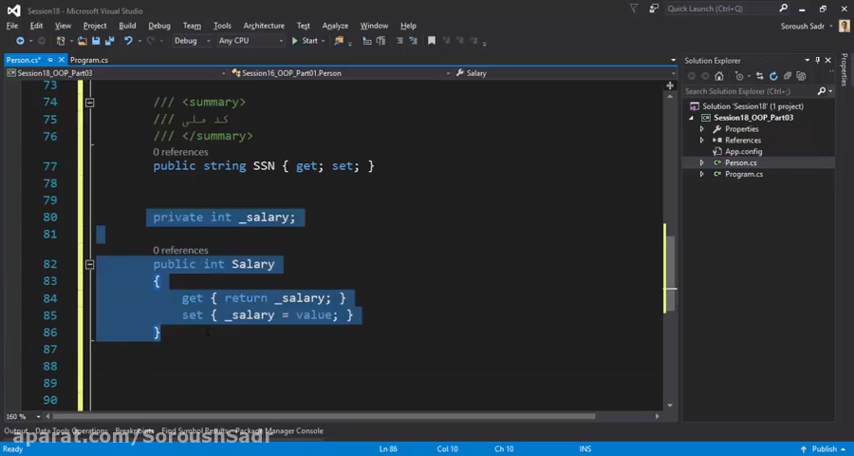 Session18 - Microsoft Visual Studio
Quick Launch (Ctrl+Q)
File Edit View Project Build Debug Team Tools Architecture Test Analyze Window Help
Soroush Sadr
Debug Any CPU Start
Person.cs* Program.cs
Session18_OOP_Part03 Session16_OOP_Part01.Person Salary
73
74 /// <summary>
75 /// کد ملی
76 /// </summary>
0 references
77 public string SSN { get; set; }
78
79
80 private int _salary;
81
0 references
82 public int Salary
83 {
84 get { return _salary; }
85 set { _salary = value; }
86 }
87
88
89
90
160 %
Data Tools Operations Breakpoints Find Symbol Results Package Manager Console
aparat.com/SoroushSadr
Ready Ln 86 Col 10 Ch 10 INS Publish
Solution Explorer
Search Solution Explorer (Ctrl+;)
Solution 'Session18' (1 project)
Session18_OOP_Part03
Properties
References
App.config
Person.cs
Program.cs
Properties